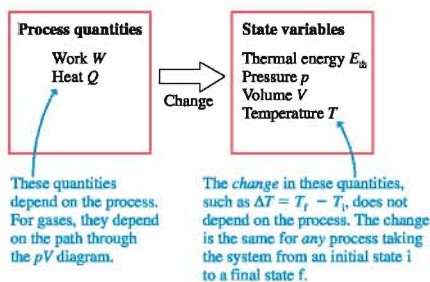 Process quantities
Work W
Heat Q
Change
State variables
Thermal energy Eth
Pressure p
Volume V
Temperature T
These quantities
depend on the process.
For gases, they depend
on the path through
the pV diagram.
The change in these quantities,
such as ΔT = Tf − Ti, does not
depend on the process. The change
is the same for any process taking
the system from an initial state i
to a final state f.